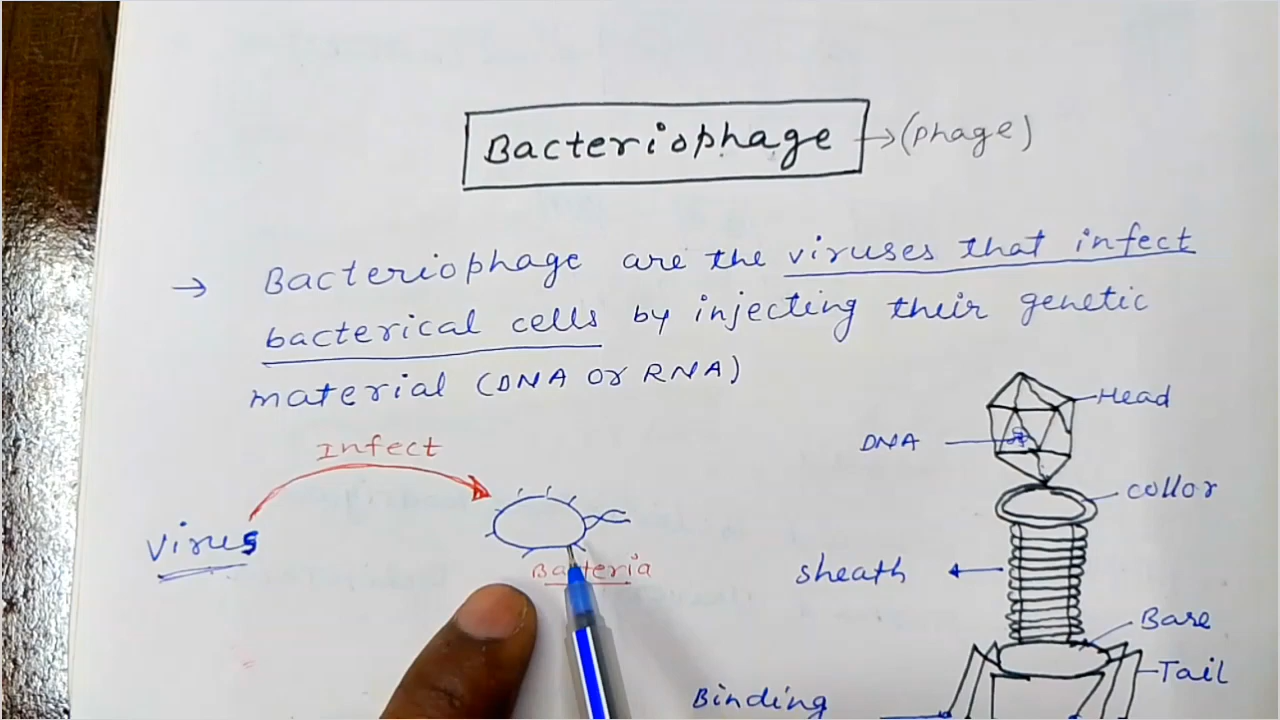 Bacteriophage → (phage)
→ Bacteriophage are the viruses that infect
bacterical cells by injecting their genetic
material (DNA or RNA)
Head
Infect
DNA
collor
Virus
Bacteria
sheath
Base
Tail
Binding